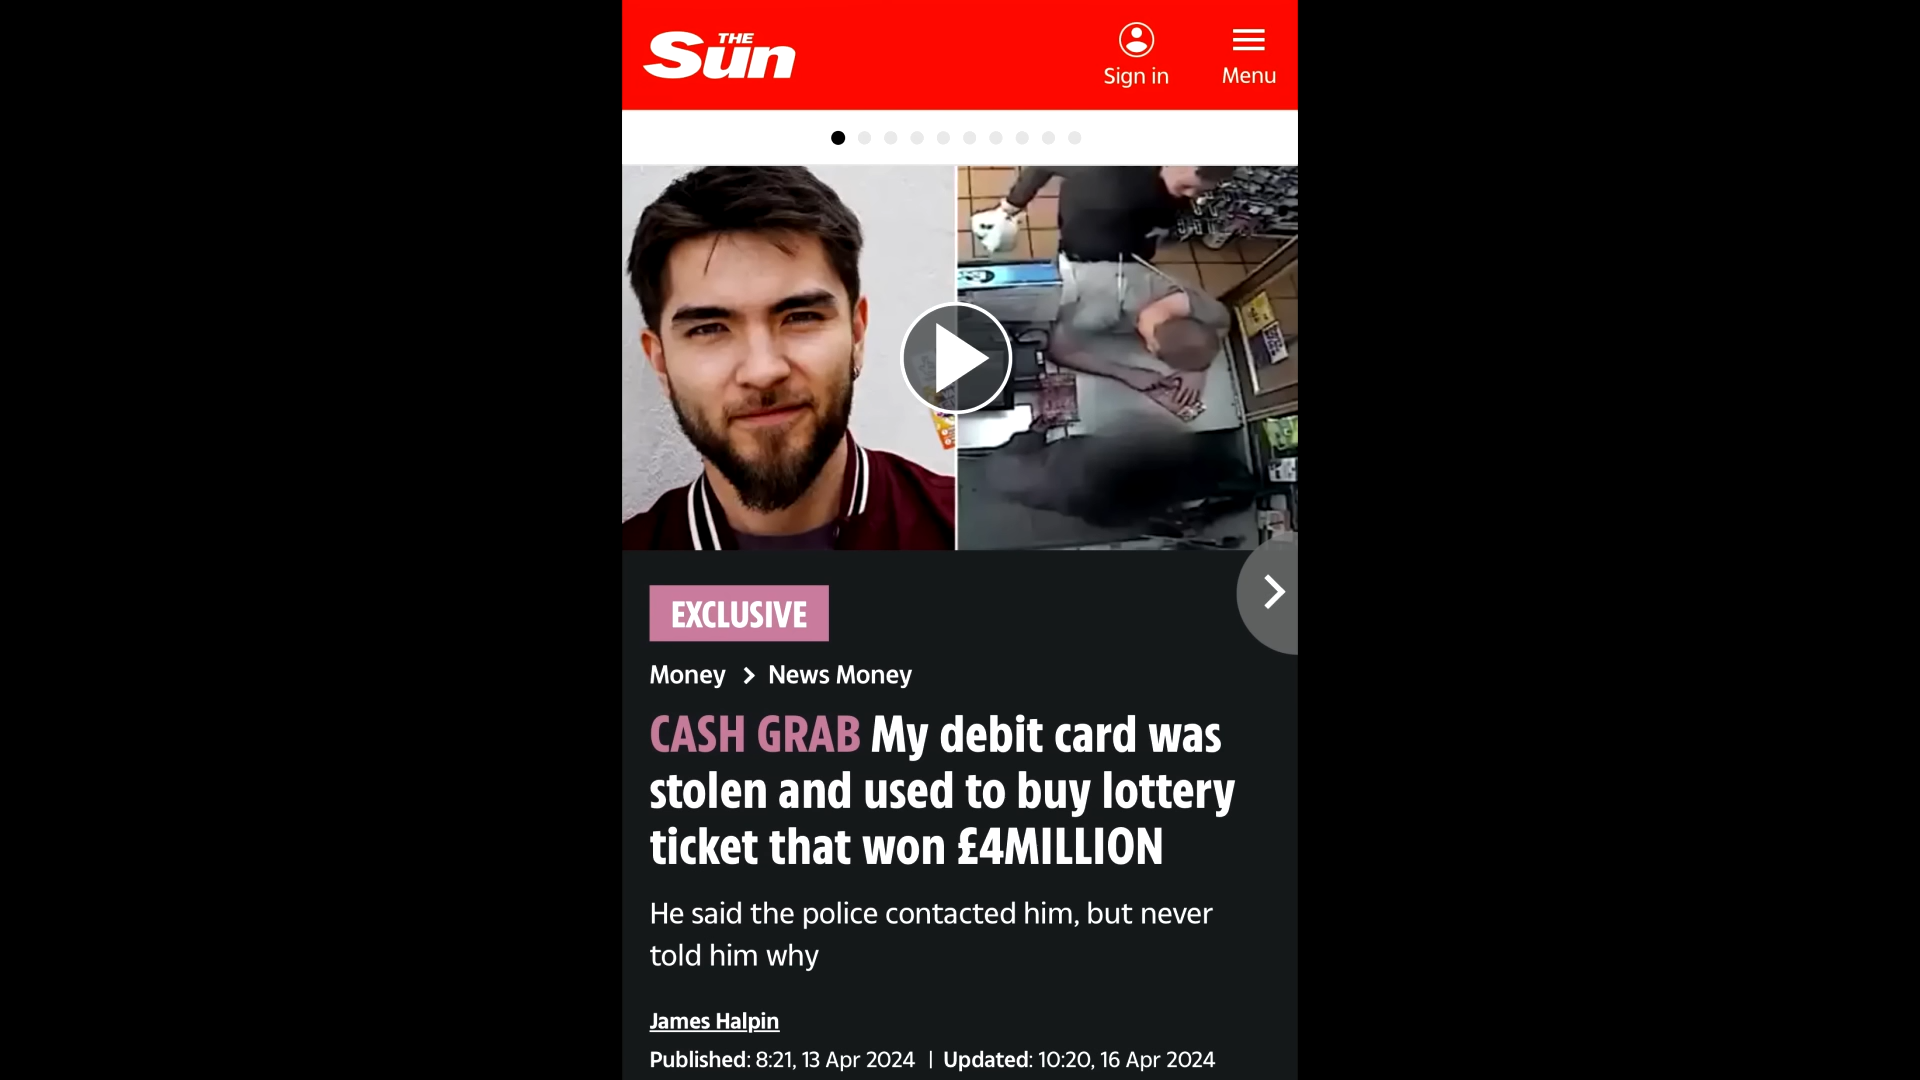 THE
Sun
Sign in
Menu
EXCLUSIVE
Money > News Money
CASH GRAB My debit card was
stolen and used to buy lottery
ticket that won £4MILLION
He said the police contacted him, but never
told him why
James Halpin
Published: 8:21, 13 Apr 2024 | Updated: 10:20, 16 Apr 2024